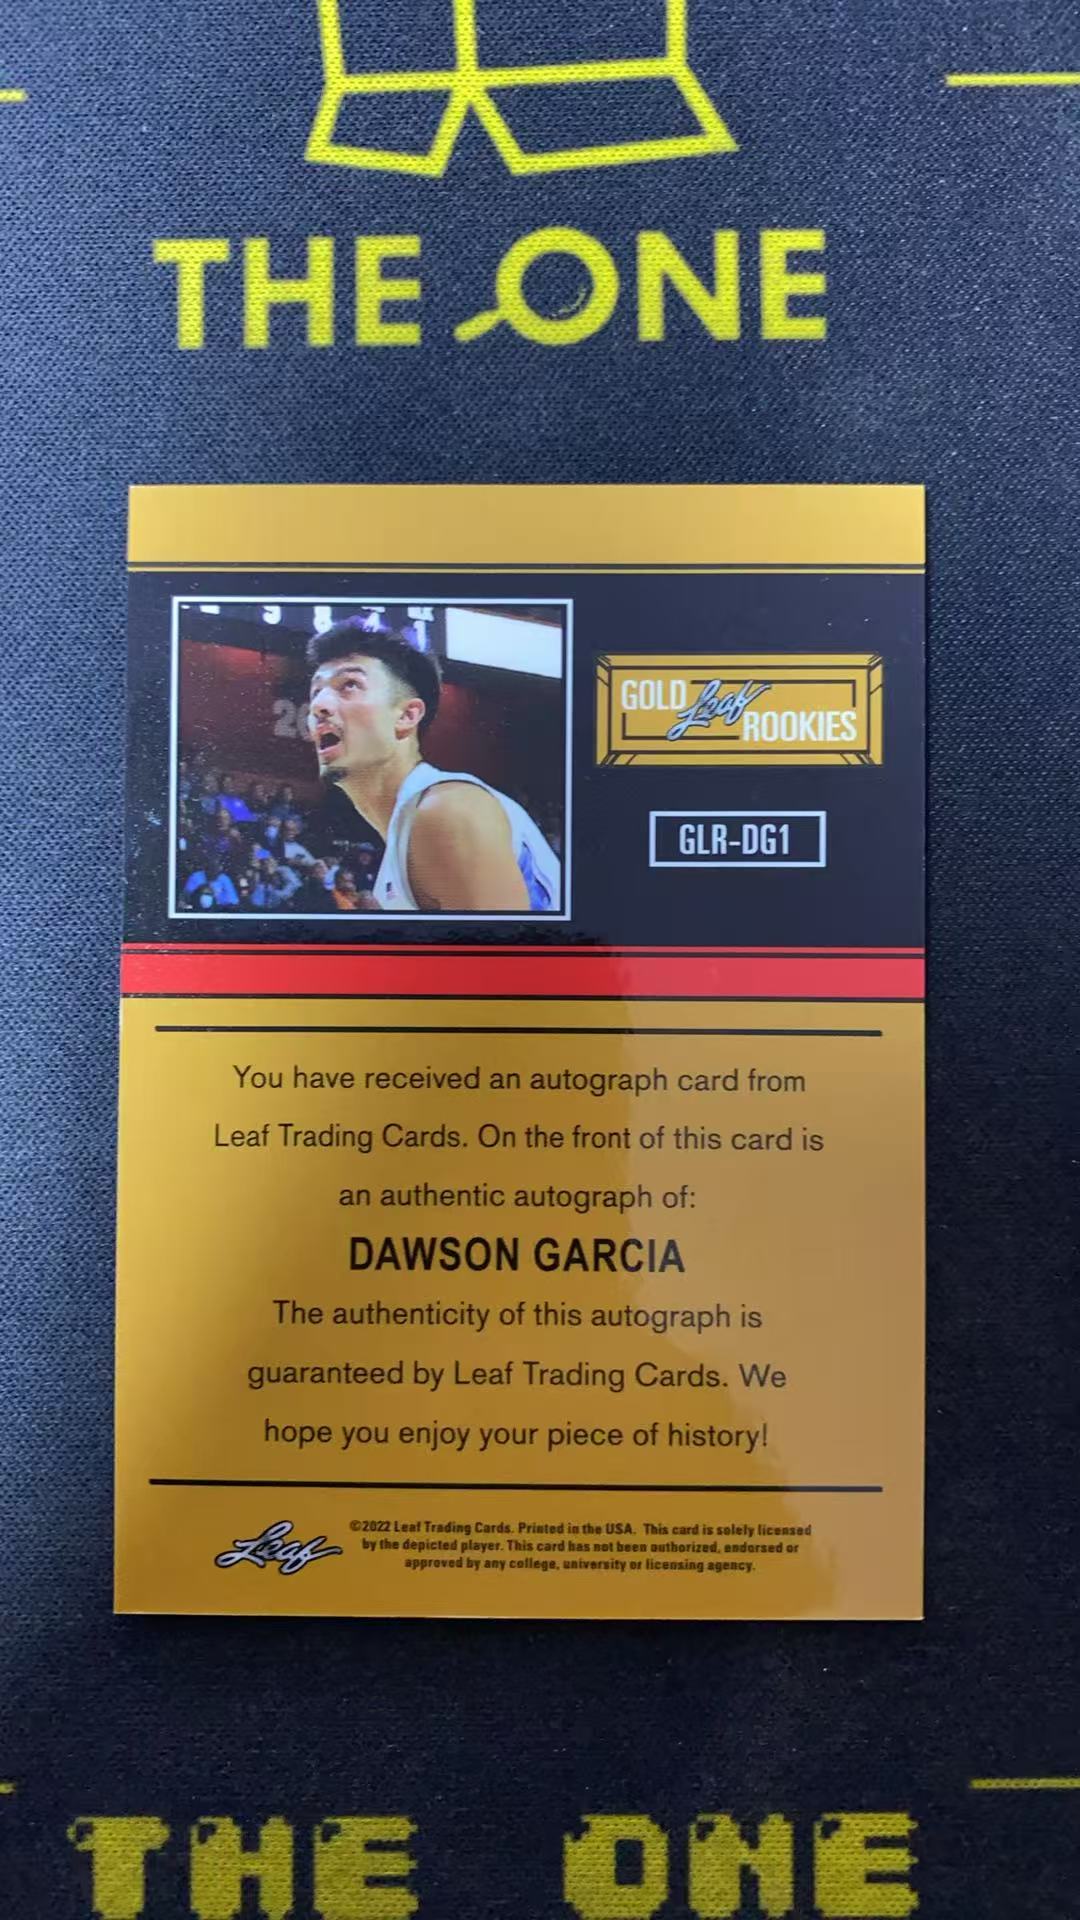 THE ONE
GOLD Leaf ROOKIES
GLR-DG1
You have received an autograph card from
Leaf Trading Cards. On the front of this card is
an authentic autograph of:
DAWSON GARCIA
The authenticity of this autograph is
guaranteed by Leaf Trading Cards. We
hope you enjoy your piece of history!
Leaf
©2022 Leaf Trading Cards. Printed in the USA. This card is solely licensed
by the depicted player. This card has not been authorized, endorsed or
approved by any college, university or licensing agency.
THE ONE